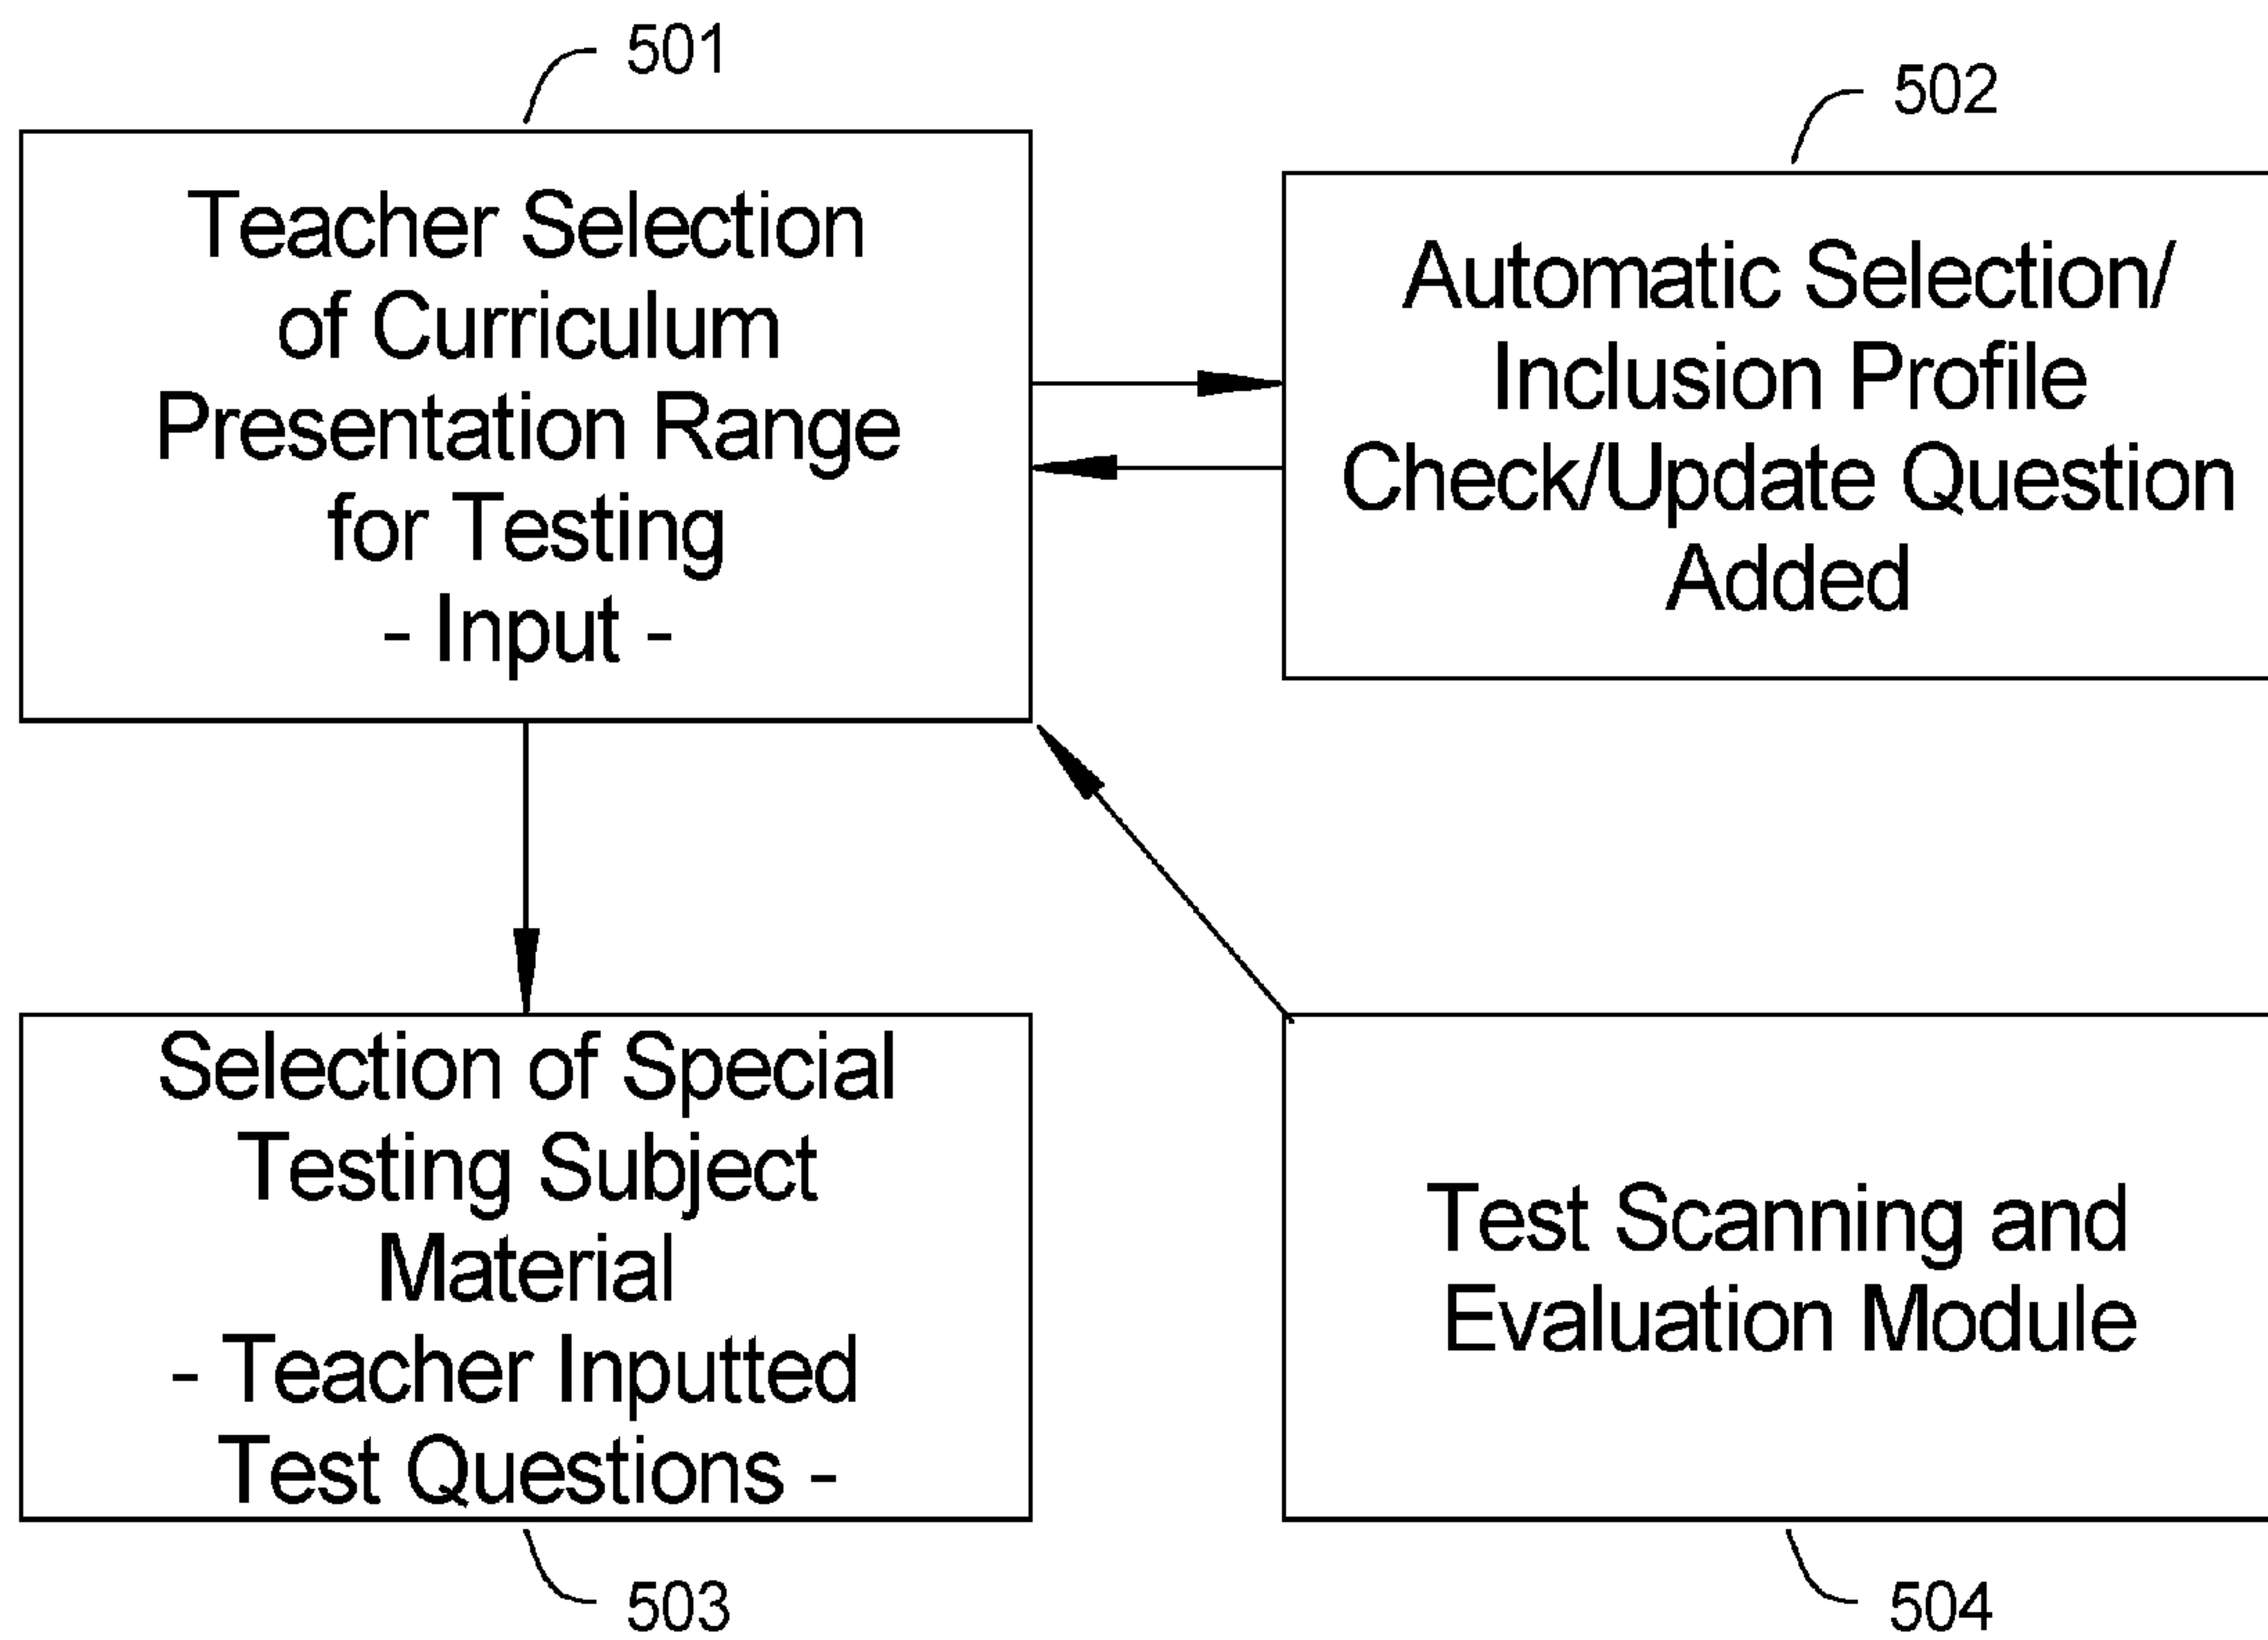 501
Teacher Selection
of Curriculum
Presentation Range
for Testing
- Input -
502
Automatic Selection/
Inclusion Profile
Check/Update Question
Added
Selection of Special
Testing Subject
Material
- Teacher Inputted
Test Questions -
503
Test Scanning and
Evaluation Module
504